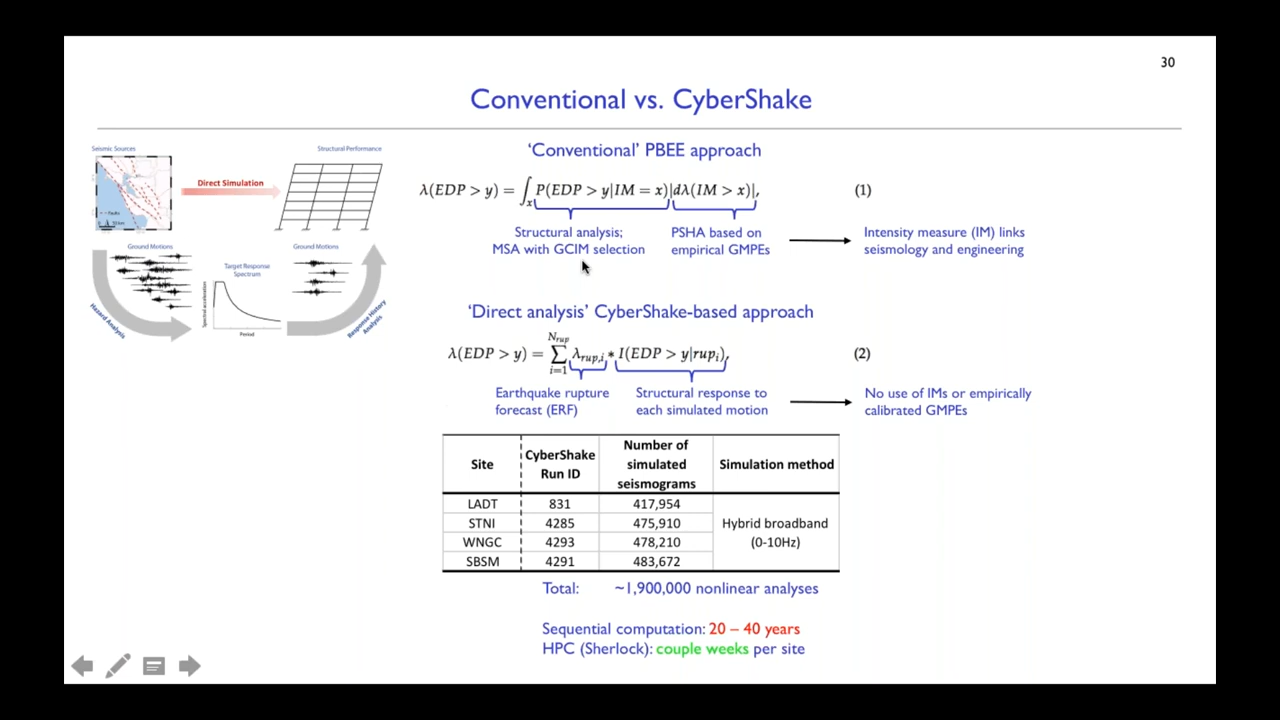 30
Conventional vs. CyberShake
Seismic Sources
Structural Performance
Direct Simulation
Faults
Ground Motions
Ground Motions
Target Response
Spectrum
Spectral acceleration
Period
Hazard Analysis
Response History
Analysis
‘Conventional’ PBEE approach
λ(EDP > y) = ∫x P(EDP > y|IM = x)|dλ(IM > x)|, (1)
Structural analysis;
MSA with GCIM selection
PSHA based on
empirical GMPEs
Intensity measure (IM) links
seismology and engineering
‘Direct analysis’ CyberShake-based approach
λ(EDP > y) = ∑ i=1 Nrup λrup,i * I(EDP > y|rupi), (2)
Earthquake rupture
forecast (ERF)
Structural response to
each simulated motion
No use of IMs or empirically
calibrated GMPEs
Site CyberShake Run ID Number of simulated seismograms Simulation method
LADT 831 417,954
STNI 4285 475,910
WNGC 4293 478,210
SBSM 4291 483,672
Hybrid broadband
(0-10Hz)
Total: ~1,900,000 nonlinear analyses
Sequential computation: 20 – 40 years
HPC (Sherlock): couple weeks per site